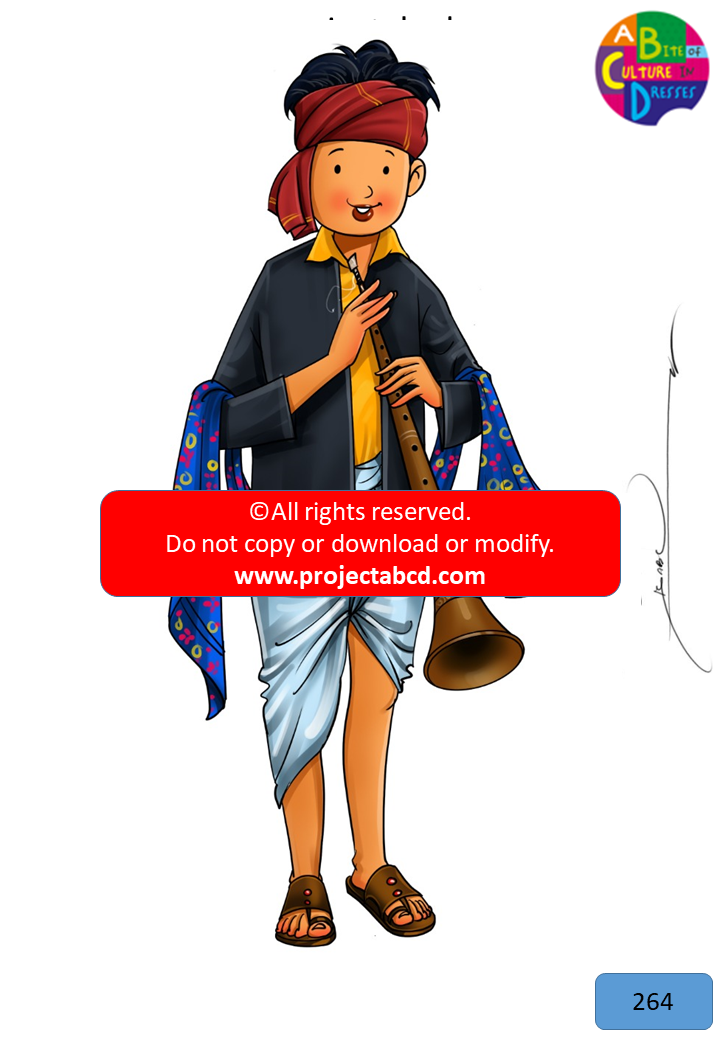 A
BITE OF
CULTURE IN
DRESSES
©All rights reserved.
Do not copy or download or modify.
www.projectabcd.com
264